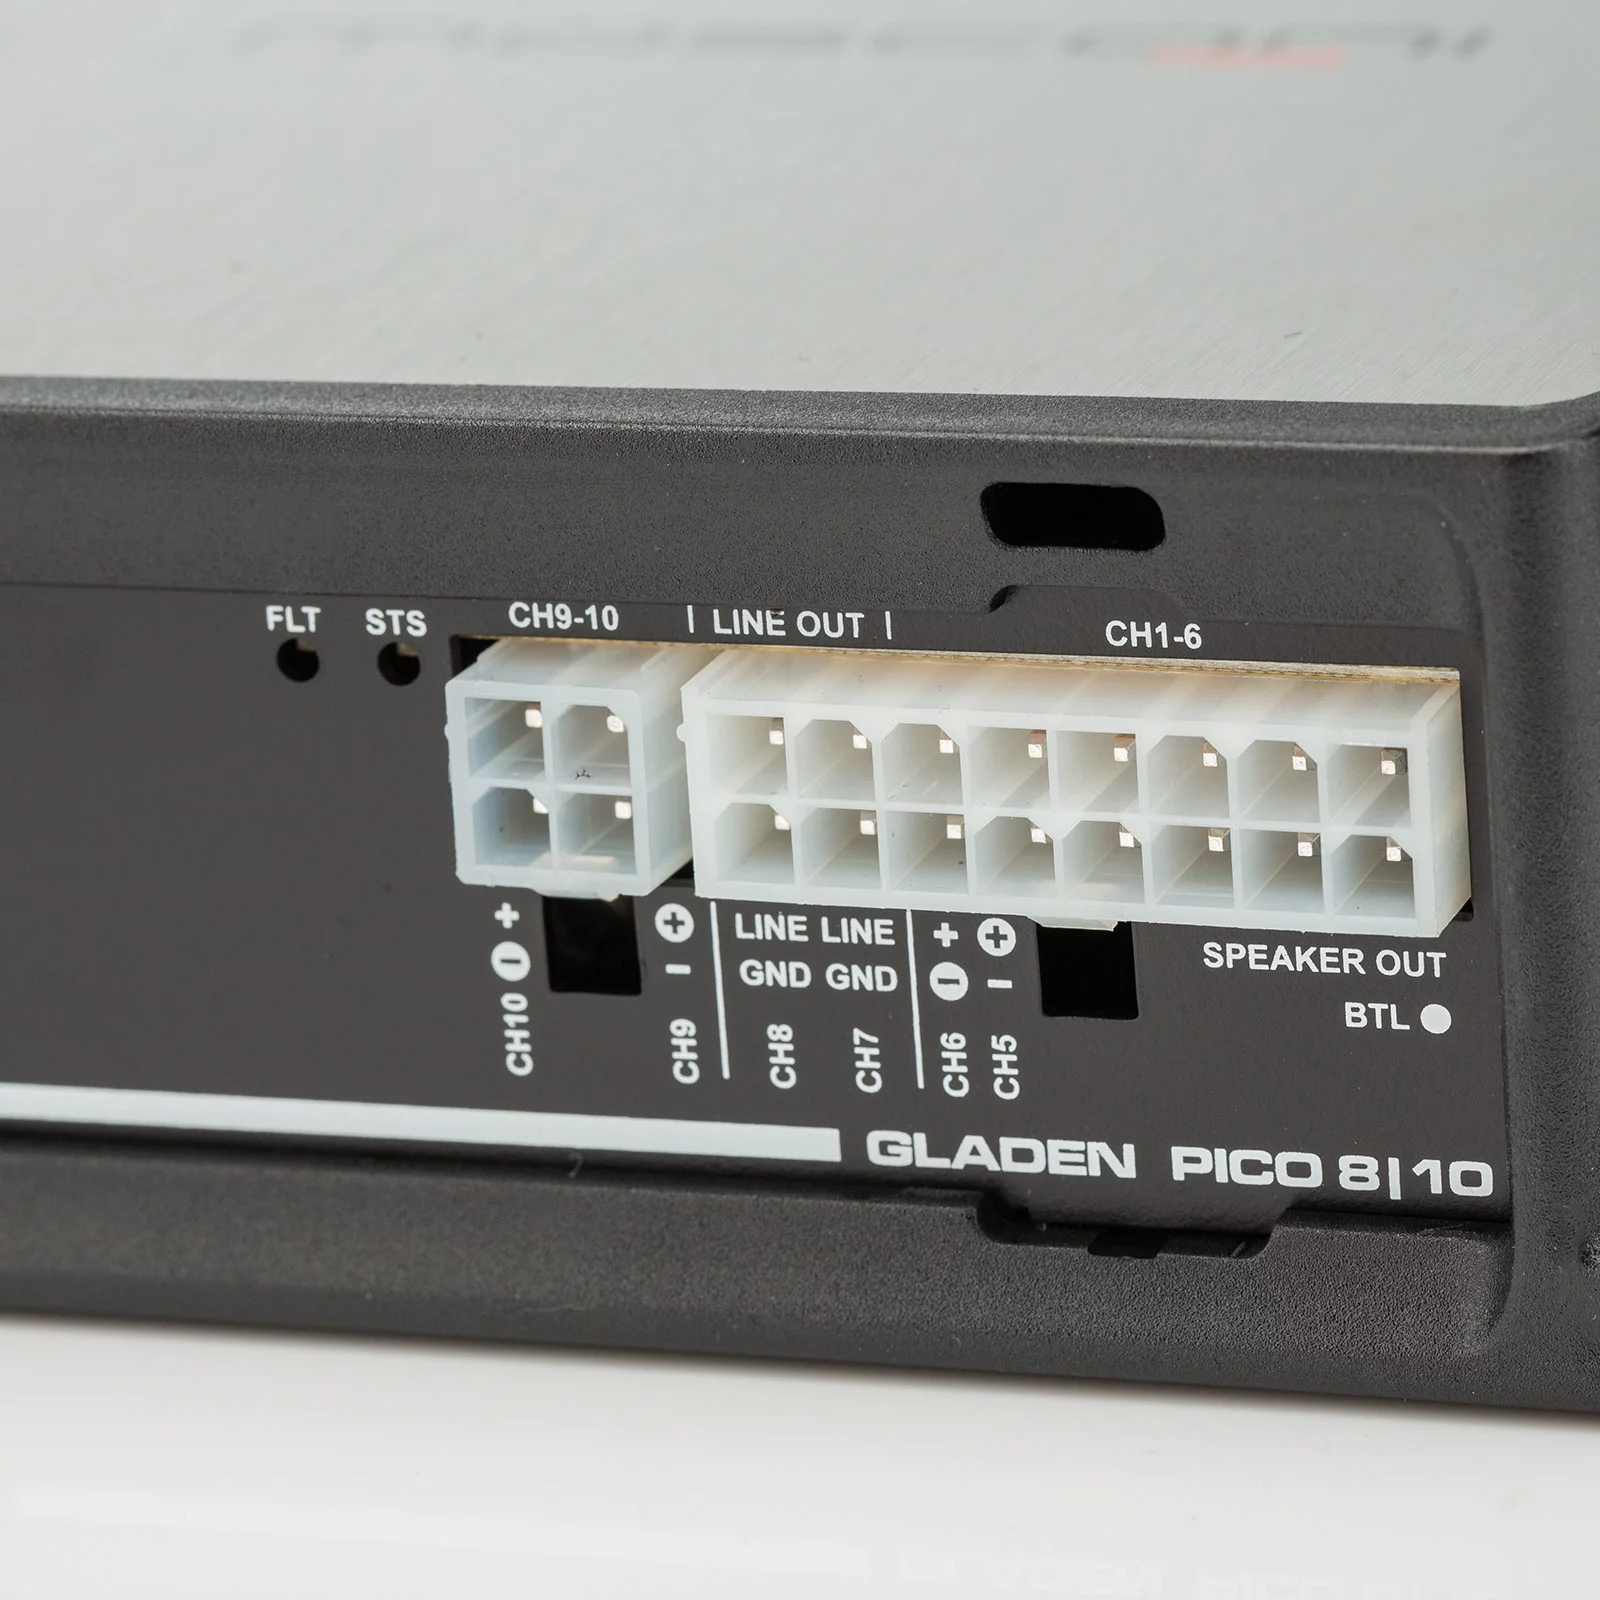 mosconi
FLT STS CH9-10 LINE OUT CH1-6
+ + LINE LINE + +
- - GND GND - -
CH10 CH9 CH8 CH7 CH6 CH5
SPEAKER OUT
BTL
GLADEN PICO 8|10